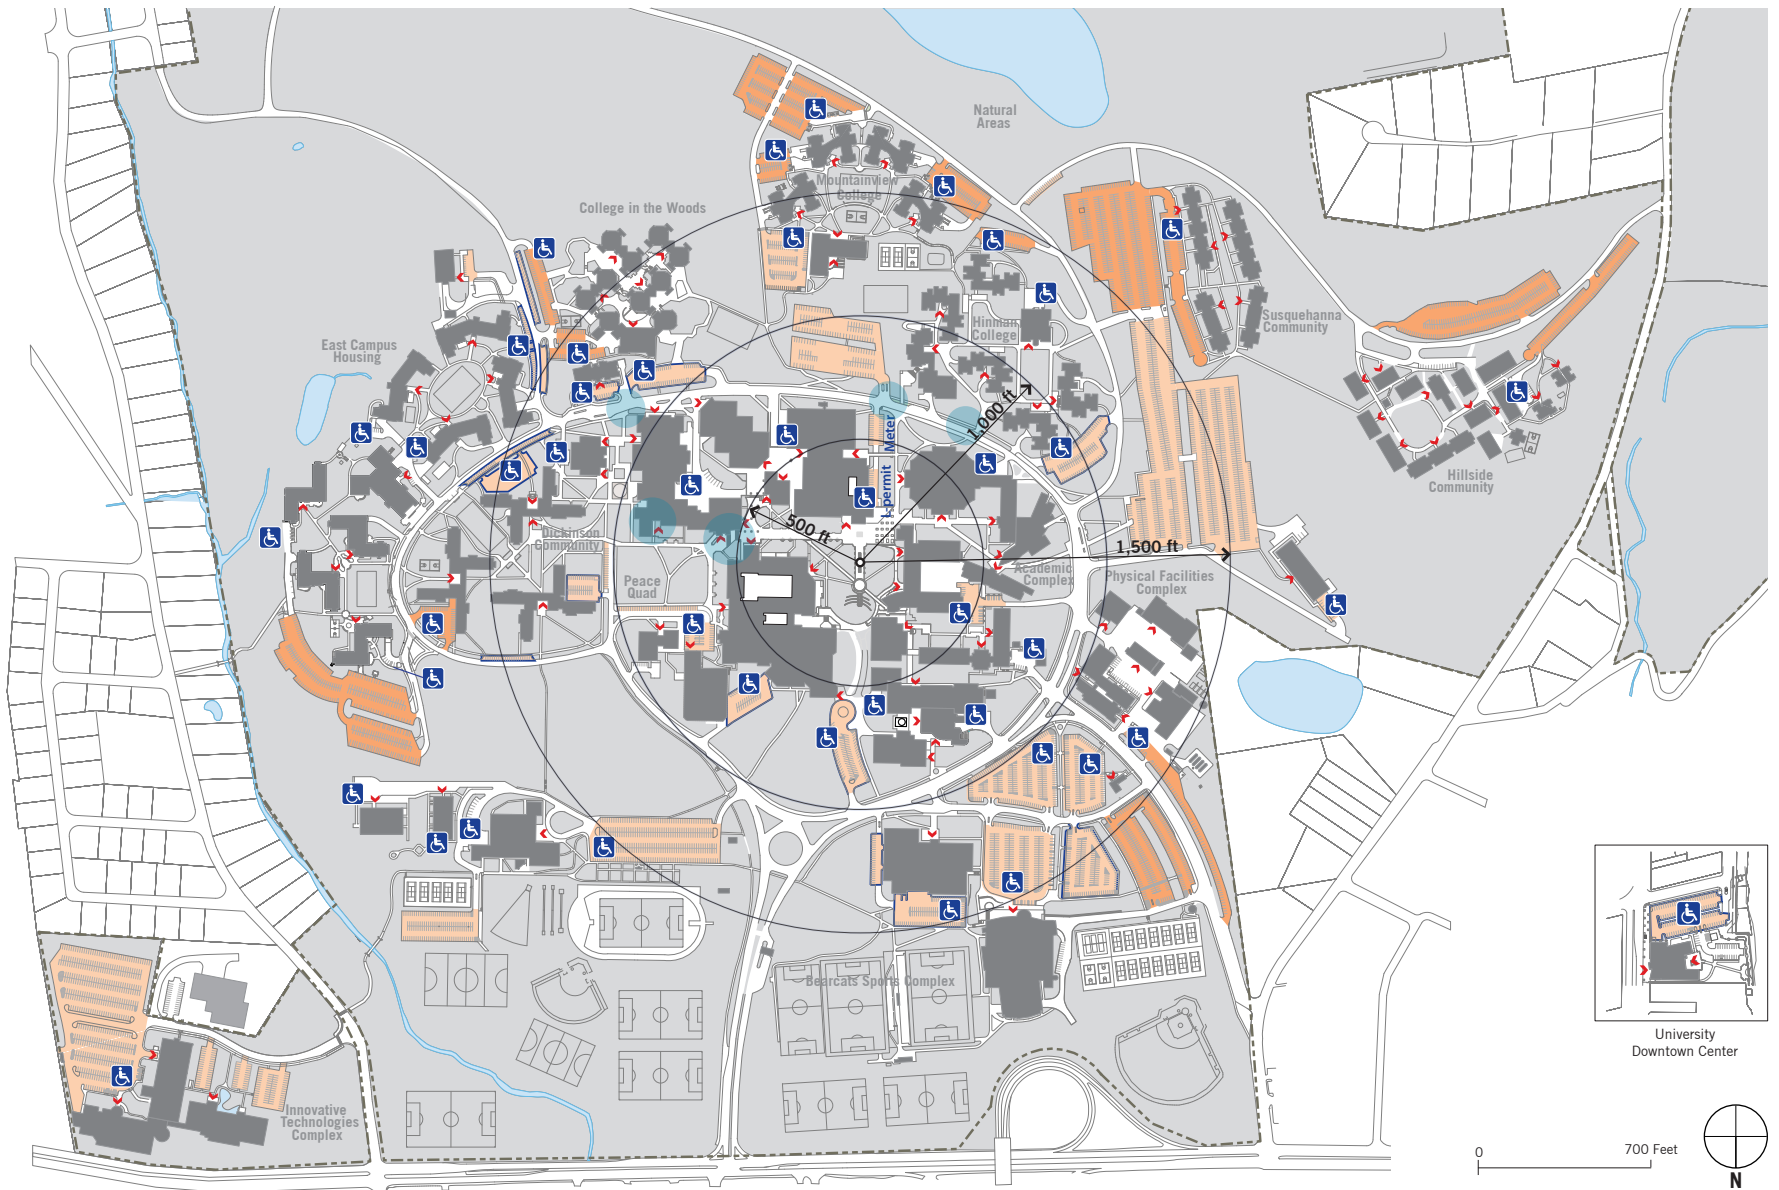 Natural
Areas
Mountainview
College
College in the Woods
Hinman
College
Susquehanna
Community
East Campus
Housing
1,000 ft
Meter
I-permit
Hillside
Community
500 ft
1,500 ft
Dickinson
Community
Peace
Quad
Academic
Complex
Physical Facilities
Complex
Bearcats Sports Complex
Innovative
Technologies
Complex
University
Downtown Center
0
700 Feet
N